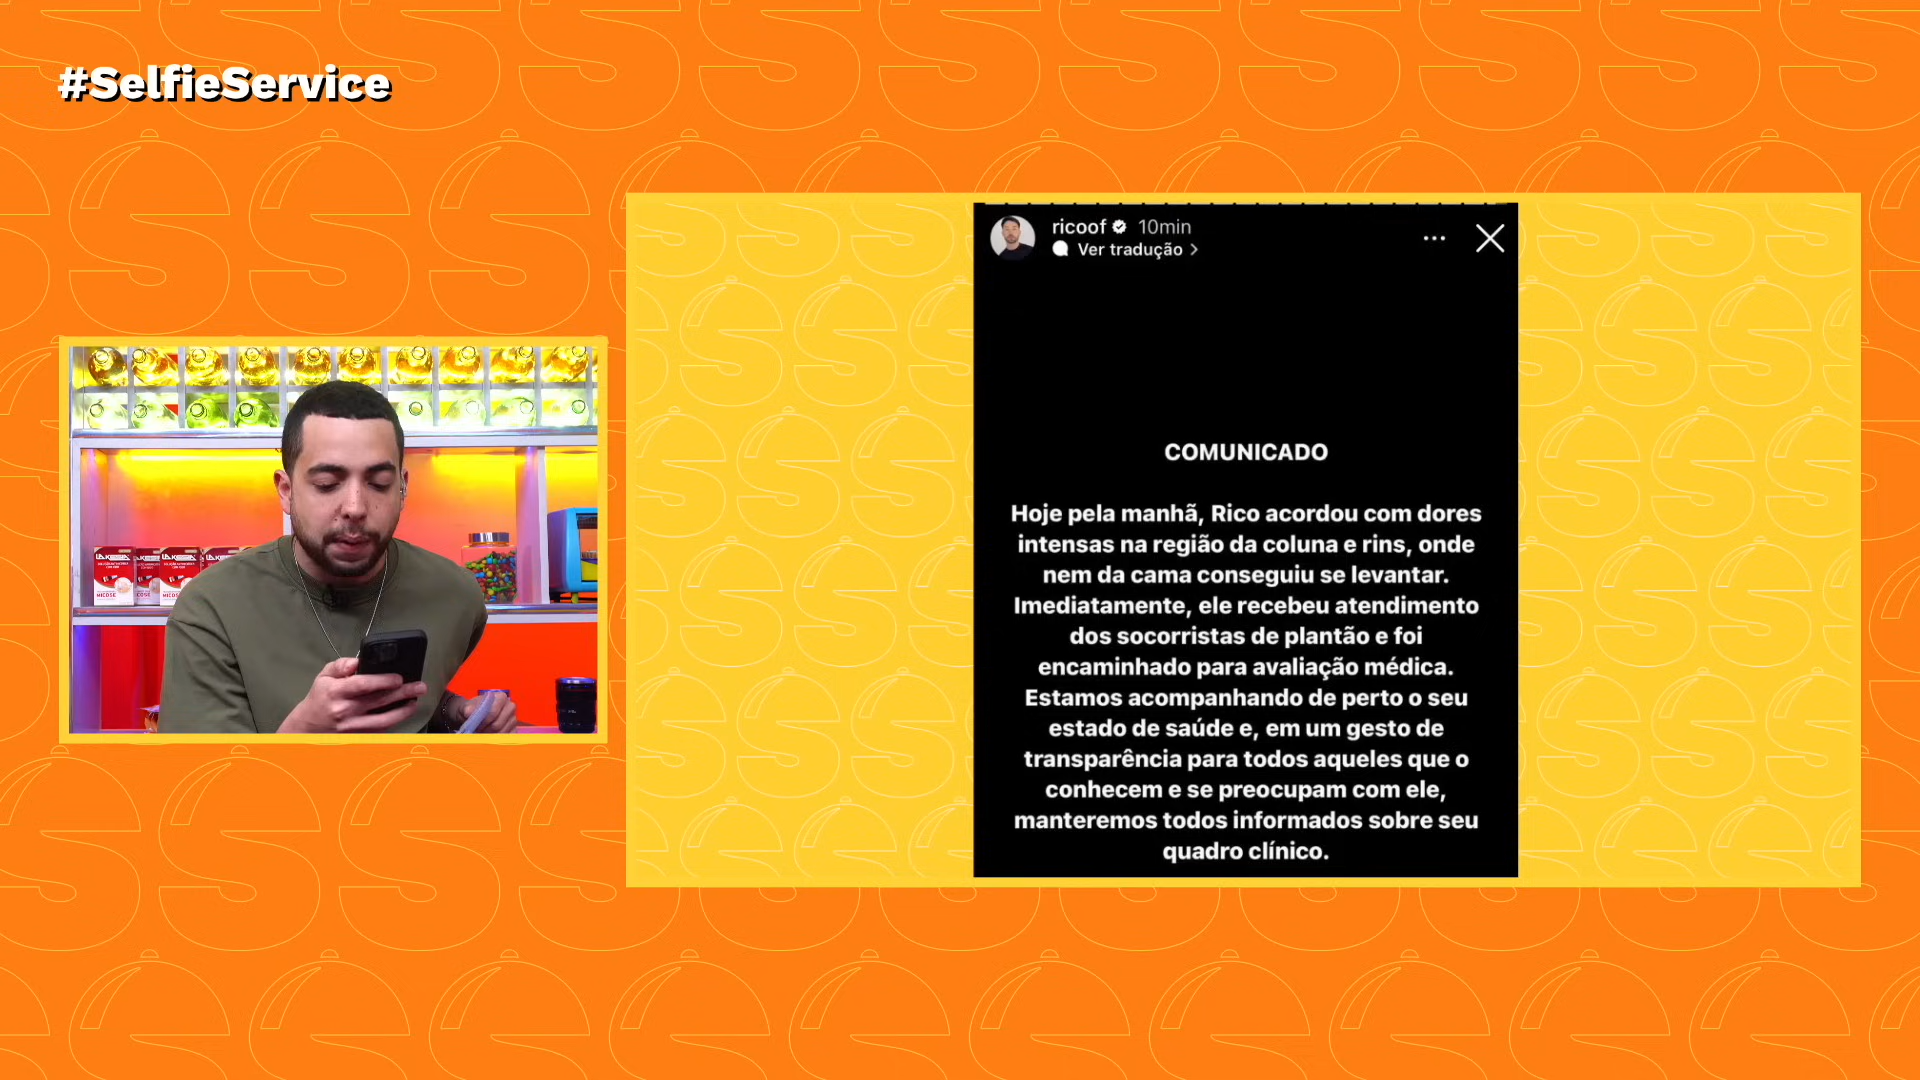 #SelfieService
ricoof 10min
Ver tradução
COMUNICADO
Hoje pela manhã, Rico acordou com dores
intensas na região da coluna e rins, onde
nem da cama conseguiu se levantar.
Imediatamente, ele recebeu atendimento
dos socorristas de plantão e foi
encaminhado para avaliação médica.
Estamos acompanhando de perto o seu
estado de saúde e, em um gesto de
transparência para todos aqueles que o
conhecem e se preocupam com ele,
manteremos todos informados sobre seu
quadro clínico.
MICOSE
MICOSE